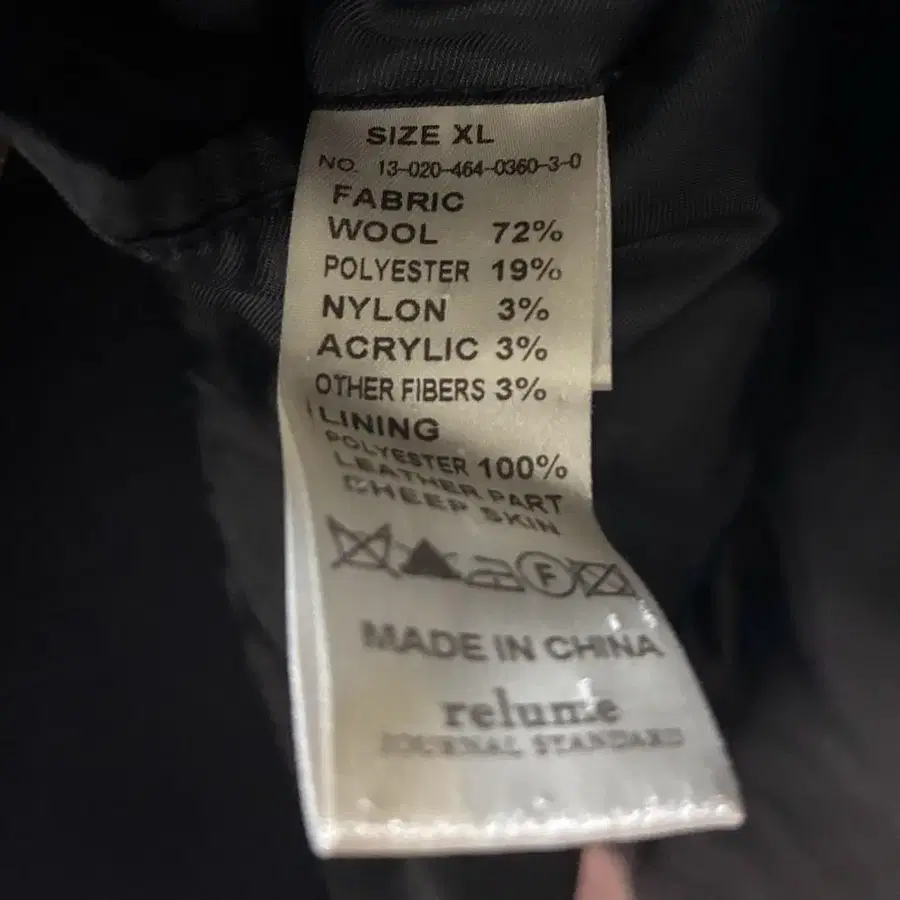 SIZE XL
NO. 13-020-464-0360-3-0
FABRIC
WOOL 72%
POLYESTER 19%
NYLON 3%
ACRYLIC 3%
OTHER FIBERS 3%
LINING
POLYESTER 100%
LEATHER PART
CHEEP SKIN
F
MADE IN CHINA
relume
JOURNAL STANDARD